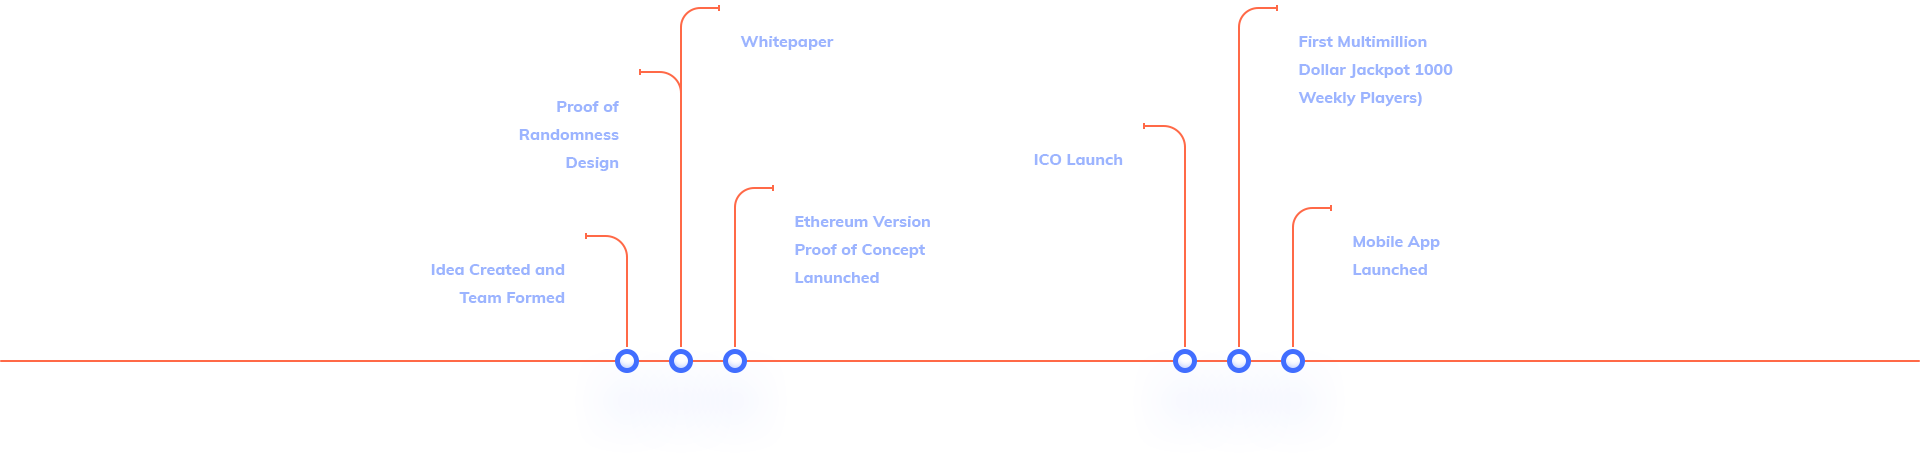 Whitepaper
Proof of
Randomness
Design
Idea Created and
Team Formed
Ethereum Version
Proof of Concept
Lanunched
ICO Launch
First Multimillion
Dollar Jackpot 1000
Weekly Players)
Mobile App
Launched